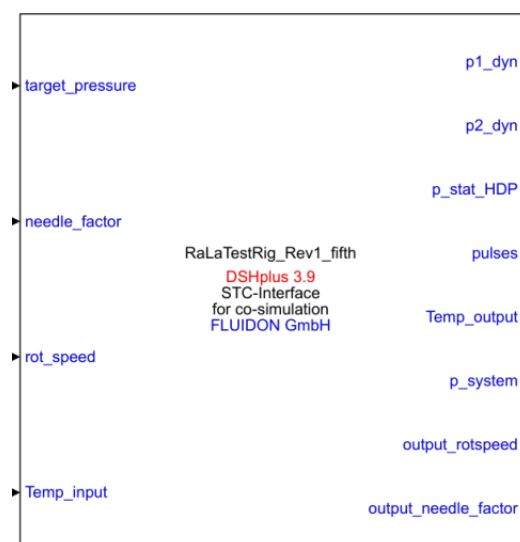 target_pressure
needle_factor
rot_speed
Temp_input
RaLaTestRig_Rev1_fifth
DSHplus 3.9
STC-Interface
for co-simulation
FLUIDON GmbH
p1_dyn
p2_dyn
p_stat_HDP
pulses
Temp_output
p_system
output_rotspeed
output_needle_factor